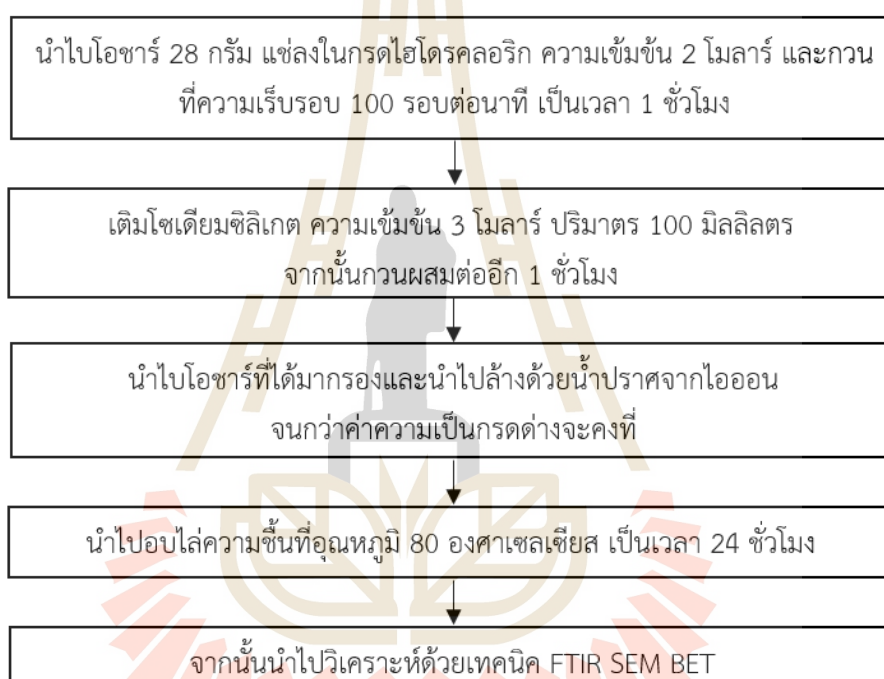 นำไบโอชาร์ 28 กรัม แช่ลงในกรดไฮโดรคลอริก ความเข้มข้น 2 โมลาร์ และกวน
ที่ความเร็บรอบ 100 รอบต่อนาที เป็นเวลา 1 ชั่วโมง
เติมโซเดียมซิลิเกต ความเข้มข้น 3 โมลาร์ ปริมาตร 100 มิลลิลตร
จากนั้นกวนผสมต่ออีก 1 ชั่วโมง
นำไบโอชาร์ที่ได้มากรองและนำไปล้างด้วยน้ำปราศจากไอออน
จนกว่าค่าความเป็นกรดด่างจะคงที่
นำไปอบไล่ความชื้นที่อุณหภูมิ 80 องศาเซลเซียส เป็นเวลา 24 ชั่วโมง
จากนั้นนำไปวิเคราะห์ด้วยเทคนิค FTIR SEM BET